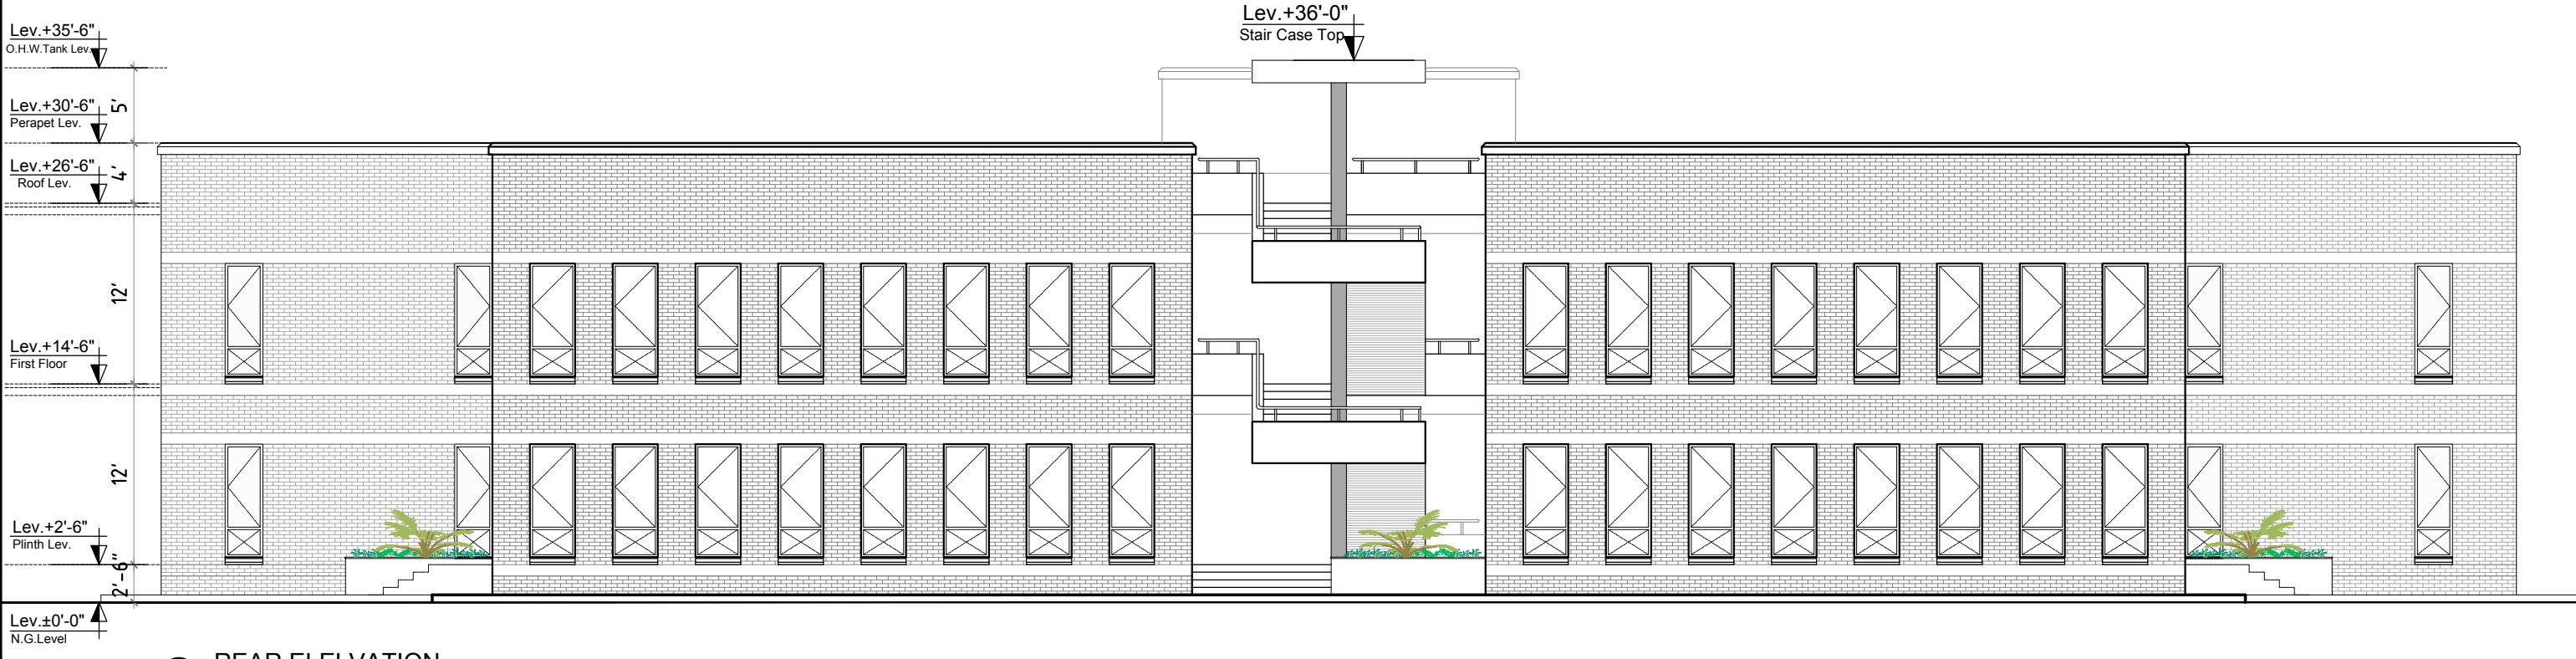 Lev.+36'-0"
Stair Case Top
Lev.+35'-6"
O.H.W.Tank Lev.
5'
Lev.+30'-6"
Perapet Lev.
4'
Lev.+26'-6"
Roof Lev.
12'
Lev.+14'-6"
First Floor
12'
Lev.+2'-6"
Plinth Lev.
2'-6"
Lev.±0'-0"
N.G.Level
REAR ELELVATION